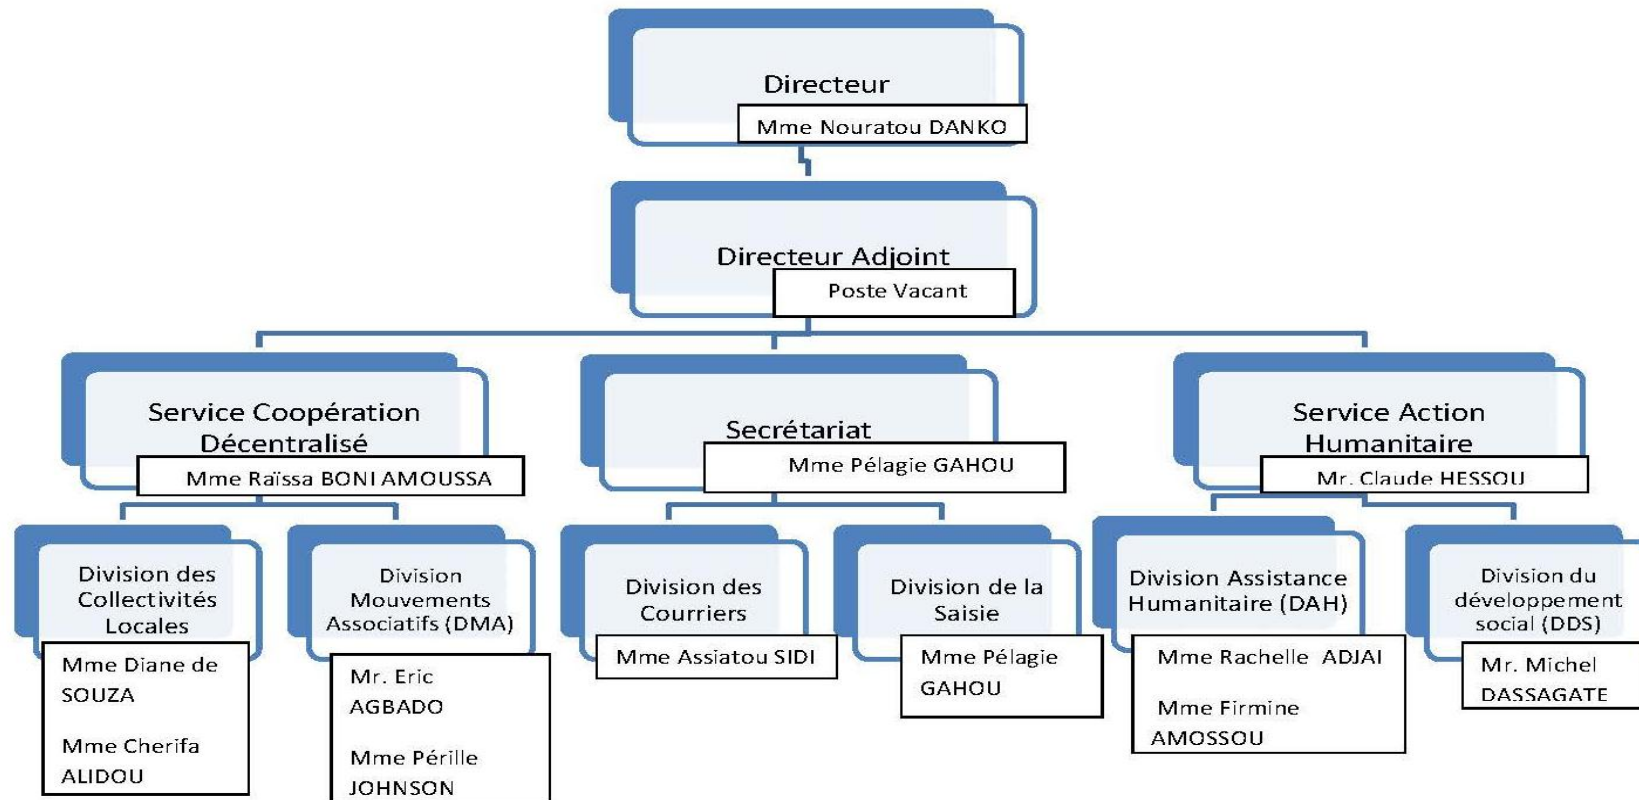 Directeur
Mme Nouratou DANKO
Directeur Adjoint
Poste Vacant
Service Coopération
Décentralisé
Mme Raïssa BONI AMOUSSA
Secrétariat
Mme Pélagie GAHOU
Service Action
Humanitaire
Mr. Claude HESSOU
Division des
Collectivités
Locales
Mme Diane de
SOUZA
Mme Cherifa
ALIDOU
Division
Mouvements
Associatifs (DMA)
Mr. Eric
AGBADO
Mme Pérille
JOHNSON
Division des
Courriers
Mme Assiatou SIDI
Division de la
Saisie
Mme Pélagie
GAHOU
Division Assistance
Humanitaire (DAH)
Mme Rachelle ADJAI
Mme Firmine
AMOSSOU
Division du
développement
social (DDS)
Mr. Michel
DASSAGATE